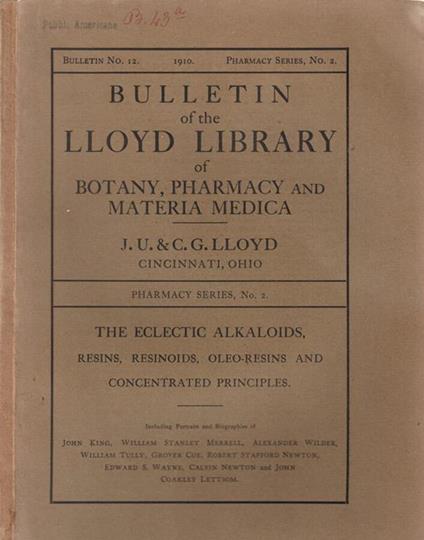 Pubbl. Americane
B. 43ª
BULLETIN NO. 12. 1910. PHARMACY SERIES, NO. 2.
BULLETIN
of the
LLOYD LIBRARY
of
BOTANY, PHARMACY AND
MATERIA MEDICA
J. U. & C. G. LLOYD
CINCINNATI, OHIO
PHARMACY SERIES, No. 2.
THE ECLECTIC ALKALOIDS,
RESINS, RESINOIDS, OLEO-RESINS AND
CONCENTRATED PRINCIPLES.
Including Portraits and Biographies of
JOHN KING, WILLIAM STANLEY MERRELL, ALEXANDER WILDER,
WILLIAM TULLY, GROVER COE, ROBERT STAFFORD NEWTON,
EDWARD S. WAYNE, CALVIN NEWTON and JOHN
COAKLEY LETTSOM.